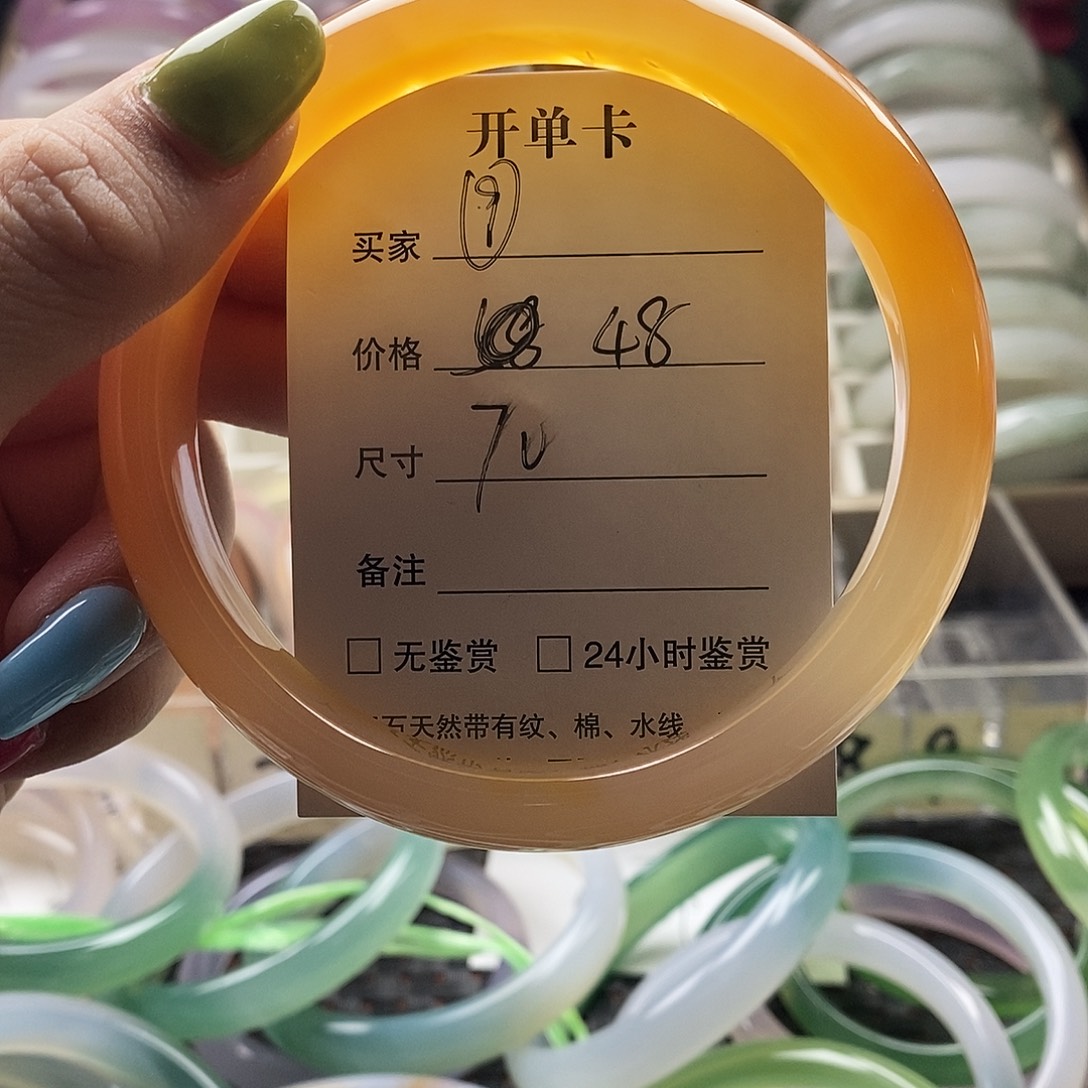 开单卡
买家 9
价格 48
尺寸 70
备注
无鉴赏 24小时鉴赏
石天然带有纹、棉、水线